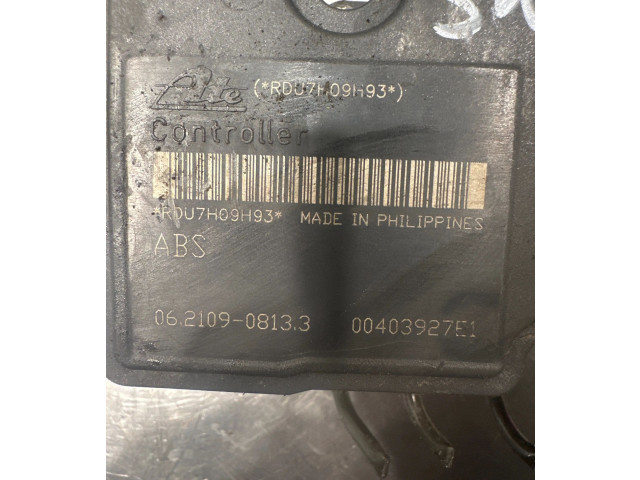 Ate (*RDU7H09H93*)
Controller
*RDU7H09H93* MADE IN PHILIPPINES
ABS
06.2109-0813.3 00403927E1